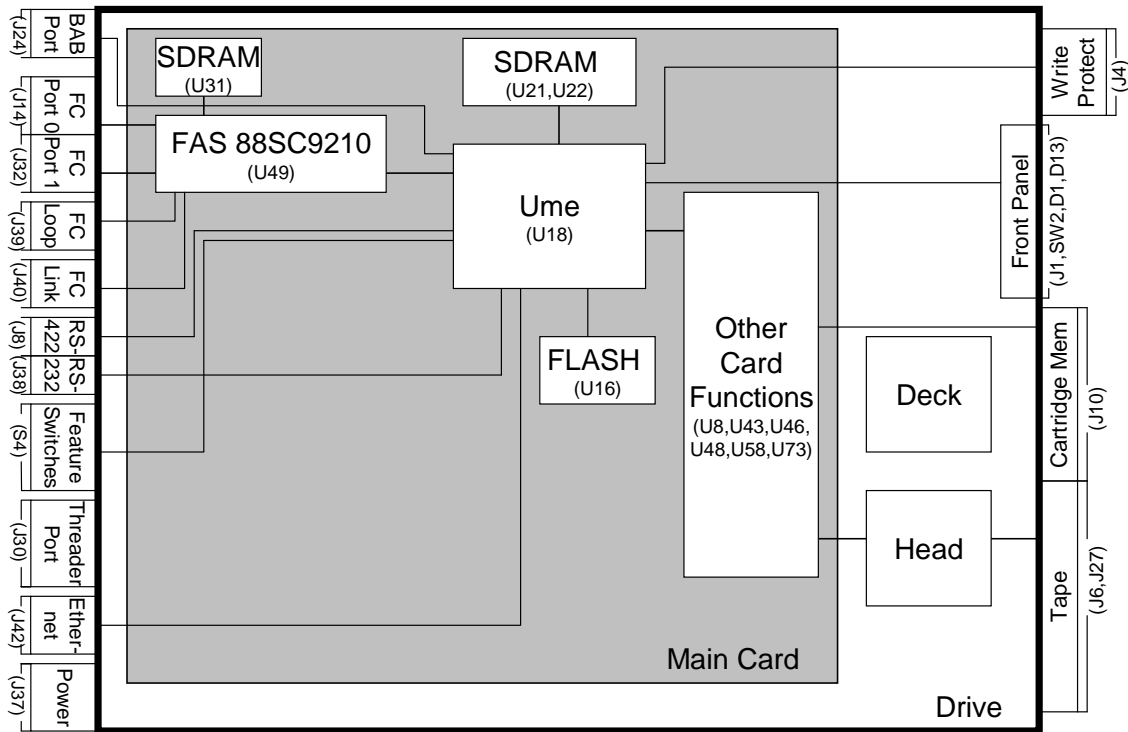 BAB
Port
(J24)
FC
Port 0
(J14)
FC
Port 1
(J32)
FC
Loop
(J39)
FC
Link
(J40)
RS-
422
(J8)
RS-
232
(J38)
Feature
Switches
(S4)
Threader
Port
(J30)
Ether-
net
(J42)
Power
(J37)
SDRAM
(U31)
FAS 88SC9210
(U49)
SDRAM
(U21,U22)
Ume
(U18)
FLASH
(U16)
Other
Card
Functions
(U8,U43,U46,
U48,U58,U73)
Main Card
Deck
Head
Drive
Write
Protect
(J4)
Front Panel
(J1,SW2,D1,D13)
Cartridge Mem
(J10)
Tape
(J6,J27)